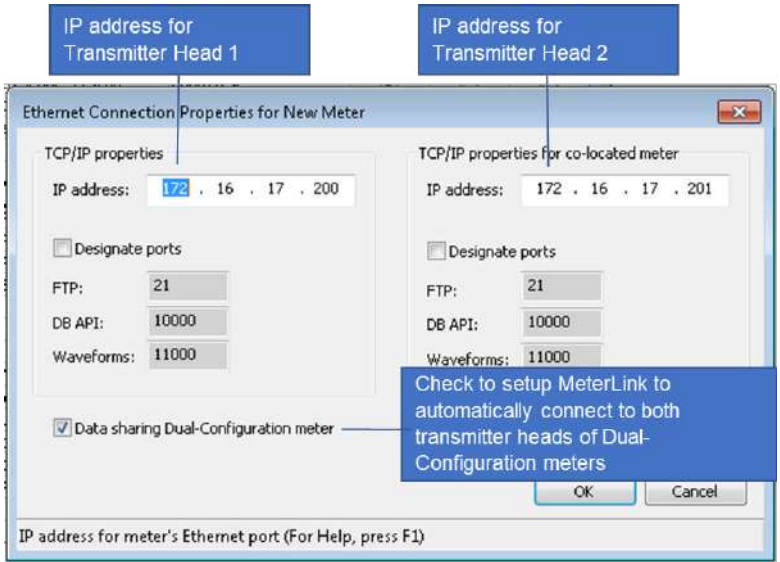 IP address for
Transmitter Head 1
IP address for
Transmitter Head 2
Ethernet Connection Properties for New Meter
TCP/IP properties
IP address: 172 . 16 . 17 . 200
Designate ports
FTP: 21
DB API: 10000
Waveforms: 11000
TCP/IP properties for co-located meter
IP address: 172 . 16 . 17 . 201
Designate ports
FTP: 21
DB API: 10000
Waveforms: 11000
Data sharing Dual-Configuration meter
Check to setup MeterLink to
automatically connect to both
transmitter heads of Dual-
Configuration meters
OK Cancel
IP address for meter's Ethernet port (For Help, press F1)